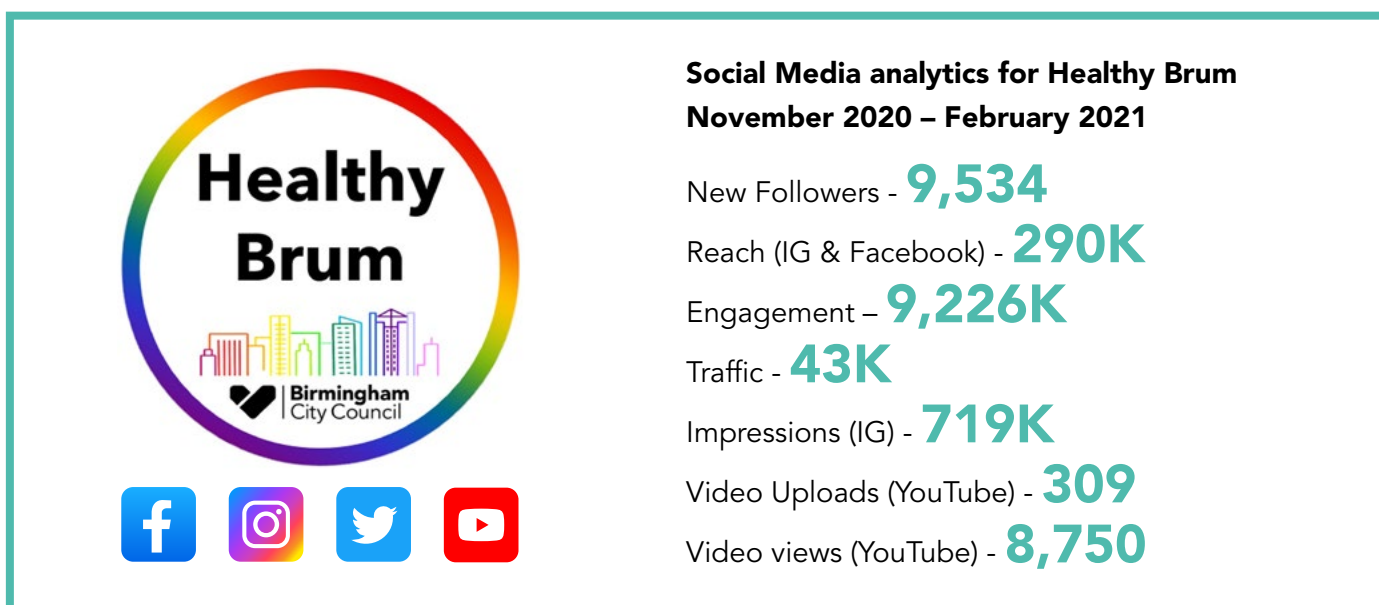 Healthy
Brum
Birmingham
City Council
Social Media analytics for Healthy Brum
November 2020 – February 2021
New Followers - 9,534
Reach (IG & Facebook) - 290K
Engagement – 9,226K
Traffic - 43K
Impressions (IG) - 719K
Video Uploads (YouTube) - 309
Video views (YouTube) - 8,750